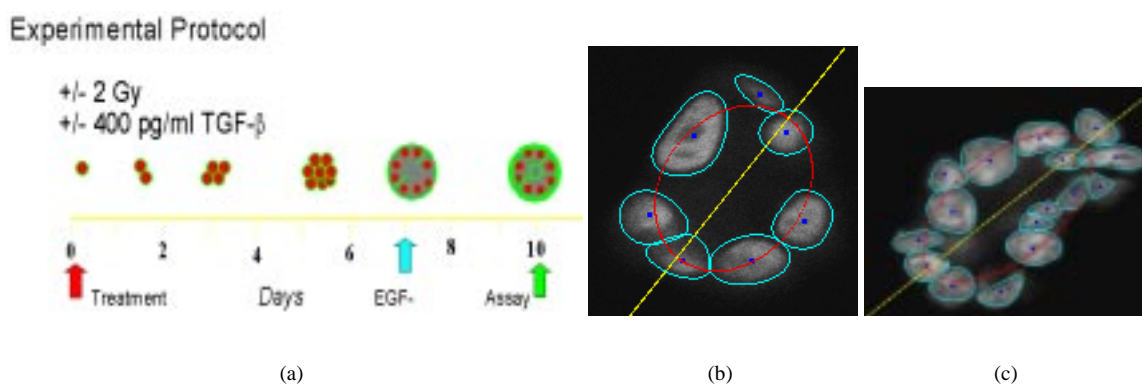 Experimental Protocol
+/- 2 Gy
+/- 400 pg/ml TGF-β
0 2 4 6 8 10
Treatment Days EGF- Assay
(a) (b) (c)